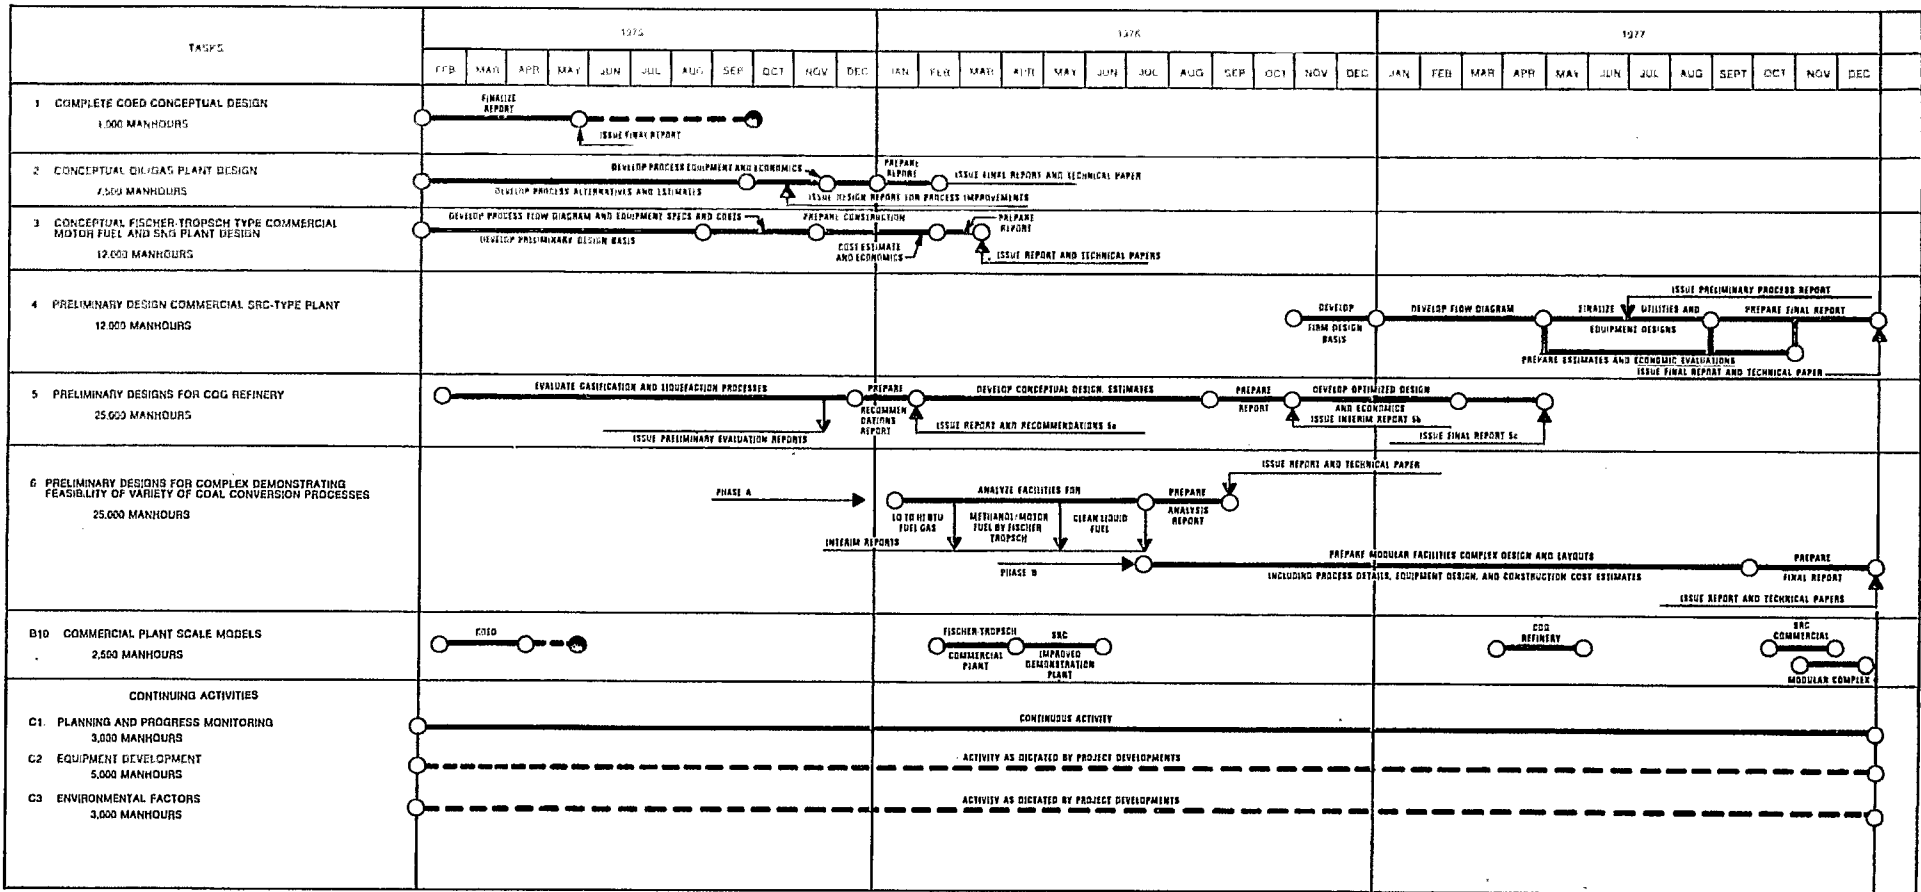 TASKS
1975
1976
1977
FEB MAR APR MAY JUN JUL AUG SEP OCT NOV DEC JAN FEB MAR APR MAY JUN JUL AUG SEP OCT NOV DEC JAN FEB MAR APR MAY JUN JUL AUG SEPT OCT NOV DEC
1 COMPLETE COED CONCEPTUAL DESIGN
1,000 MANHOURS
FINALIZE
REPORT
ISSUE FINAL REPORT
2 CONCEPTUAL OIL/GAS PLANT DESIGN
7,500 MANHOURS
DEVELOP PROCESS EQUIPMENT AND ECONOMICS
DEVELOP PROCESS ALTERNATIVES AND ESTIMATES
PREPARE
REPORT
ISSUE FINAL REPORT AND TECHNICAL PAPER
ISSUE DESIGN REPORT FOR PROCESS IMPROVEMENTS
3 CONCEPTUAL FISCHER-TROPSCH TYPE COMMERCIAL
MOTOR FUEL AND SNG PLANT DESIGN
12,000 MANHOURS
DEVELOP PROCESS FLOW DIAGRAM AND EQUIPMENT SPECS AND COSTS
DEVELOP PRELIMINARY DESIGN BASIS
PREPARE CONSTRUCTION
COST ESTIMATE
AND ECONOMICS
PREPARE
REPORT
ISSUE REPORT AND TECHNICAL PAPERS
4 PRELIMINARY DESIGN COMMERCIAL SRC-TYPE PLANT
12,000 MANHOURS
ISSUE PRELIMINARY PROCESS REPORT
DEVELOP
FIRM DESIGN
BASIS
DEVELOP FLOW DIAGRAM
FINALIZE UTILITIES AND
EQUIPMENT DESIGNS
PREPARE FINAL REPORT
PREPARE ESTIMATES AND ECONOMIC EVALUATIONS
ISSUE FINAL REPORT AND TECHNICAL PAPER
5 PRELIMINARY DESIGNS FOR COG REFINERY
25,000 MANHOURS
EVALUATE GASIFICATION AND LIQUEFACTION PROCESSES
ISSUE PRELIMINARY EVALUATION REPORTS
PREPARE
RECOMMEN
DATIONS
REPORT
DEVELOP CONCEPTUAL DESIGN, ESTIMATES
ISSUE REPORT AND RECOMMENDATIONS 5a
PREPARE
REPORT
DEVELOP OPTIMIZED DESIGN
AND ECONOMICS
ISSUE INTERIM REPORT 5b
ISSUE FINAL REPORT 5c
6 PRELIMINARY DESIGNS FOR COMPLEX DEMONSTRATING
FEASIBILITY OF VARIETY OF COAL CONVERSION PROCESSES
25,000 MANHOURS
ISSUE REPORT AND TECHNICAL PAPER
PHASE A
ANALYZE FACILITIES FOR
LO TO HI BTU
FUEL GAS
METHANOL/MOTOR
FUEL BY FISCHER
TROPSCH
CLEAN LIQUID
FUEL
PREPARE
ANALYSIS
REPORT
INTERIM REPORTS
PHASE B
PREPARE MODULAR FACILITIES COMPLEX DESIGN AND LAYOUTS
INCLUDING PROCESS DETAILS, EQUIPMENT DESIGN, AND CONSTRUCTION COST ESTIMATES
PREPARE
FINAL REPORT
ISSUE REPORT AND TECHNICAL PAPERS
B10 COMMERCIAL PLANT SCALE MODELS
2,500 MANHOURS
COED
FISCHER-TROPSCH
COMMERCIAL
PLANT
SRC
IMPROVED
DEMONSTRATION
PLANT
COG
REFINERY
SRC
COMMERCIAL
MODULAR COMPLEX
CONTINUING ACTIVITIES
C1. PLANNING AND PROGRESS MONITORING
3,000 MANHOURS
CONTINUOUS ACTIVITY
C2 EQUIPMENT DEVELOPMENT
5,000 MANHOURS
ACTIVITY AS DICTATED BY PROJECT DEVELOPMENTS
C3 ENVIRONMENTAL FACTORS
3,000 MANHOURS
ACTIVITY AS DICTATED BY PROJECT DEVELOPMENTS